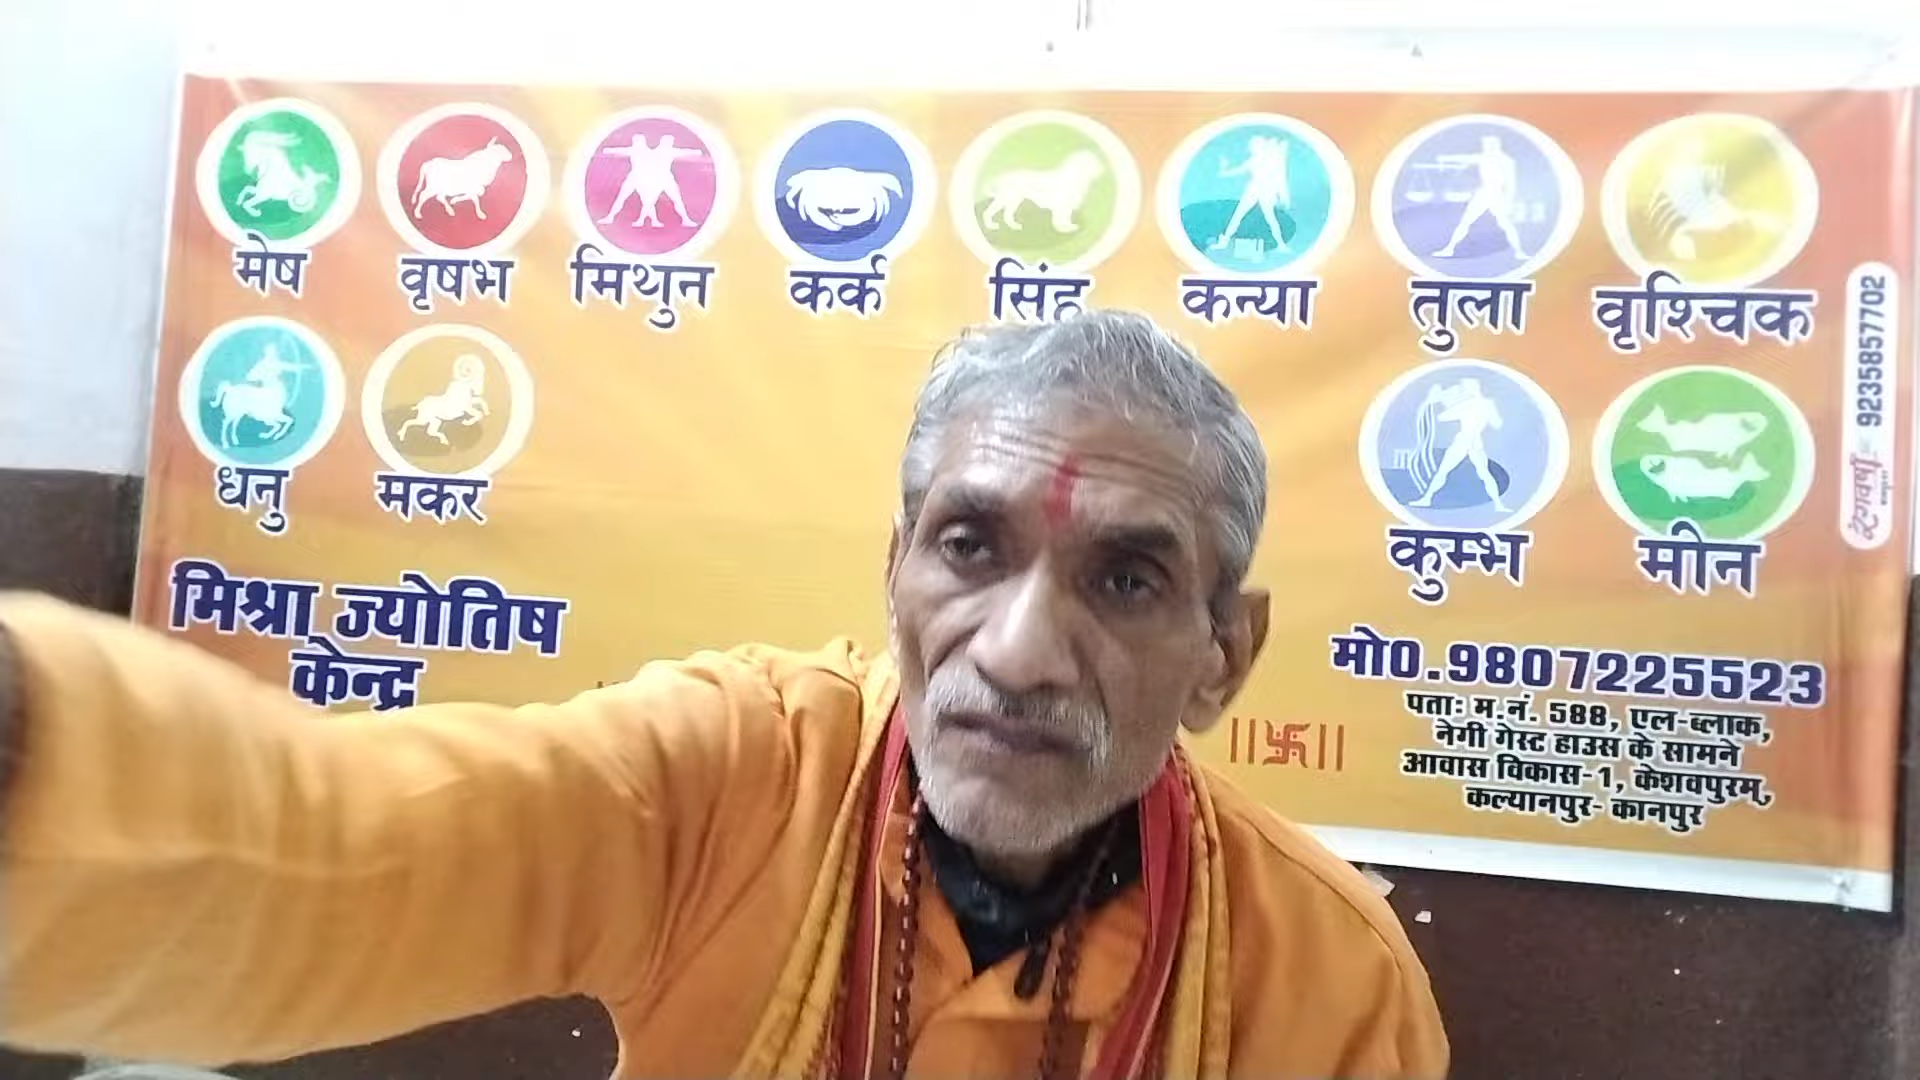 मेष वृषभ मिथुन कर्क सिंह कन्या तुला वृश्चिक
धनु मकर कुम्भ मीन
मिश्रा ज्योतिष
केन्द्र
मो0.9807225523
पता: म.नं. 588, एल-ब्लाक,
नेगी गेस्ट हाउस के सामने
आवास विकास-1, केशवपुरम्,
कल्यानपुर- कानपुर
9235857702